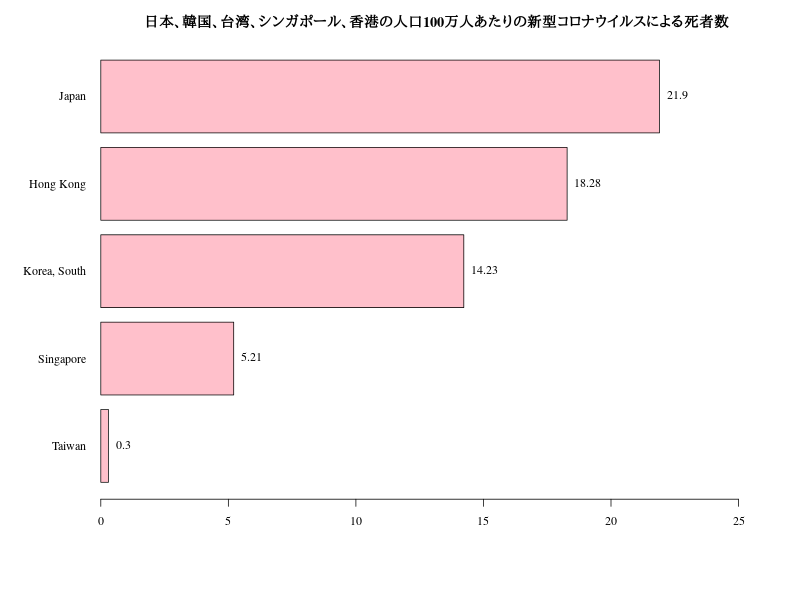 日本、韓国、台湾、シンガポール、香港の人口100万人あたりの新型コロナウイルスによる死者数
Japan 21.9
Hong Kong 18.28
Korea, South 14.23
Singapore 5.21
Taiwan 0.3
0 5 10 15 20 25